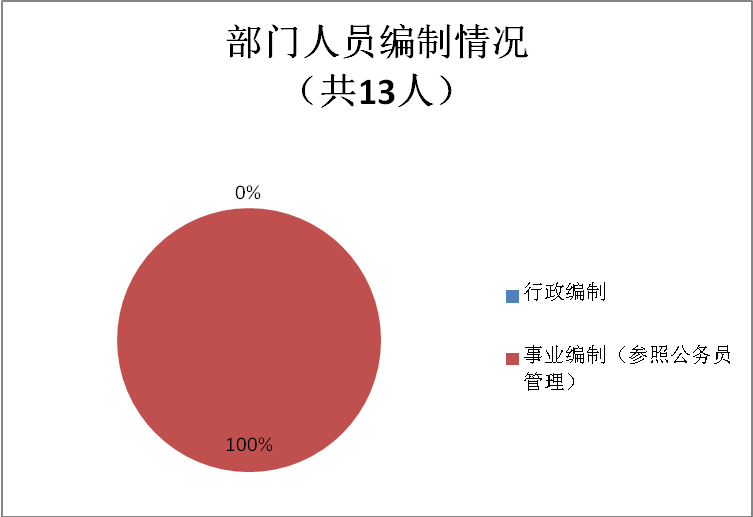 部门人员编制情况
（共13人）
0%
100%
行政编制
事业编制（参照公务员
管理）